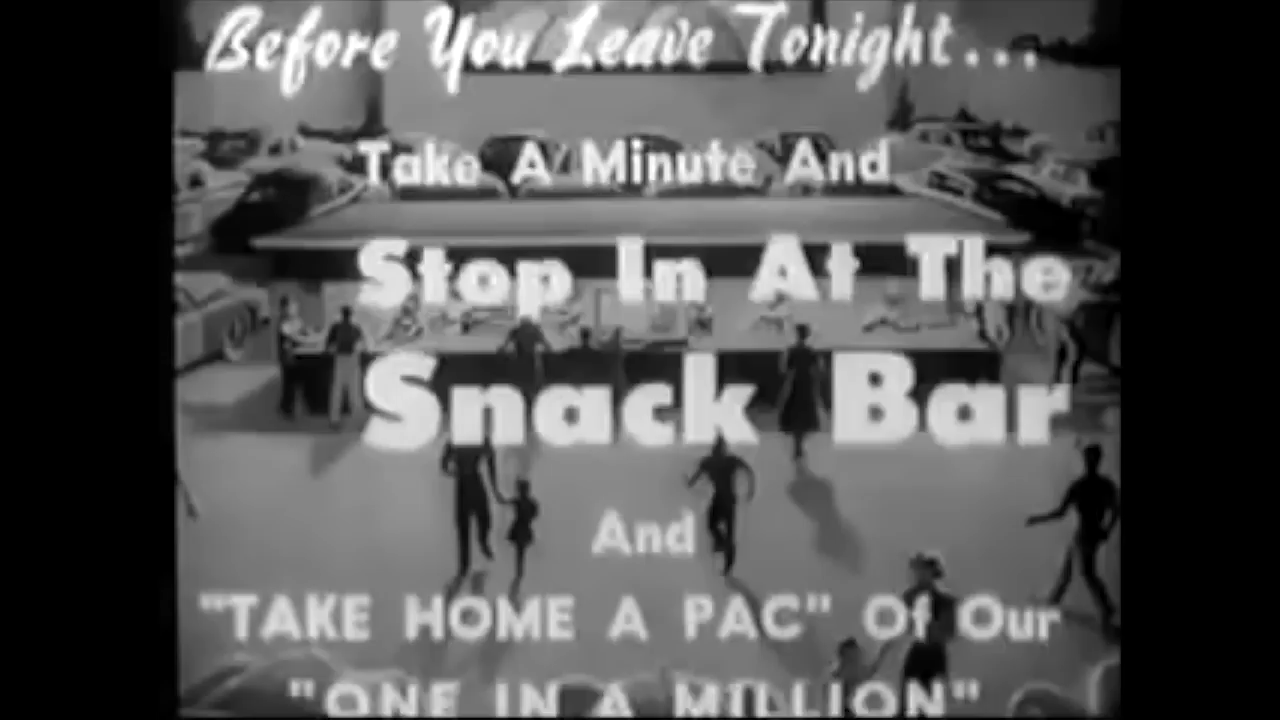 Before You Leave Tonight...
Take A Minute And
Stop In At The
Snack Bar
And
"TAKE HOME A PAC" Of Our
"ONE IN A MILLION"